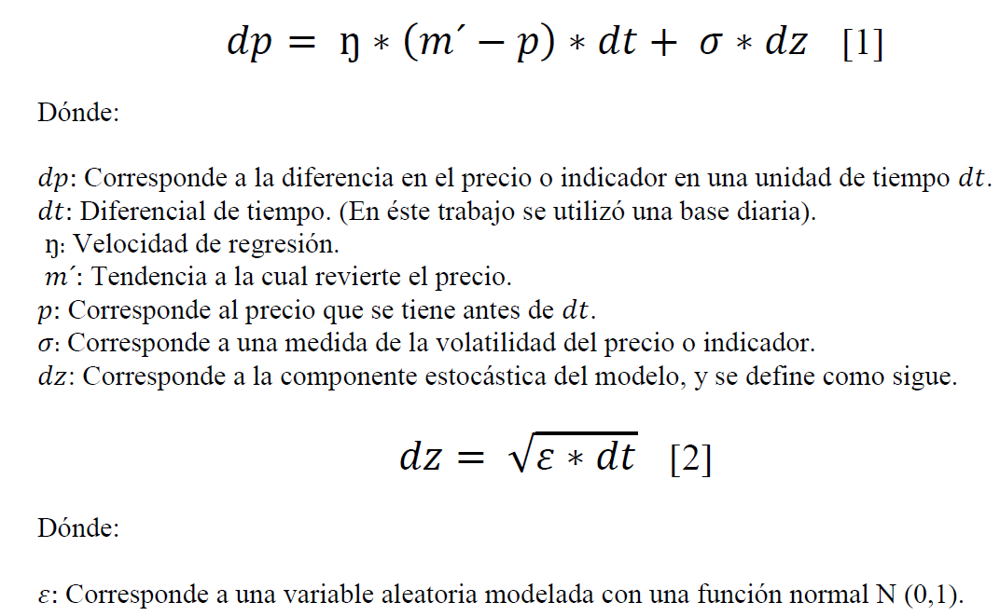 dp = ŋ ∗ (m´ − p) ∗ dt + σ ∗ dz [1]
Dónde:
dp: Corresponde a la diferencia en el precio o indicador en una unidad de tiempo dt.
dt: Diferencial de tiempo. (En éste trabajo se utilizó una base diaria).
ŋ: Velocidad de regresión.
m´: Tendencia a la cual revierte el precio.
p: Corresponde al precio que se tiene antes de dt.
σ: Corresponde a una medida de la volatilidad del precio o indicador.
dz: Corresponde a la componente estocástica del modelo, y se define como sigue.
dz = √(ε ∗ dt) [2]
Dónde:
ε: Corresponde a una variable aleatoria modelada con una función normal N (0,1).